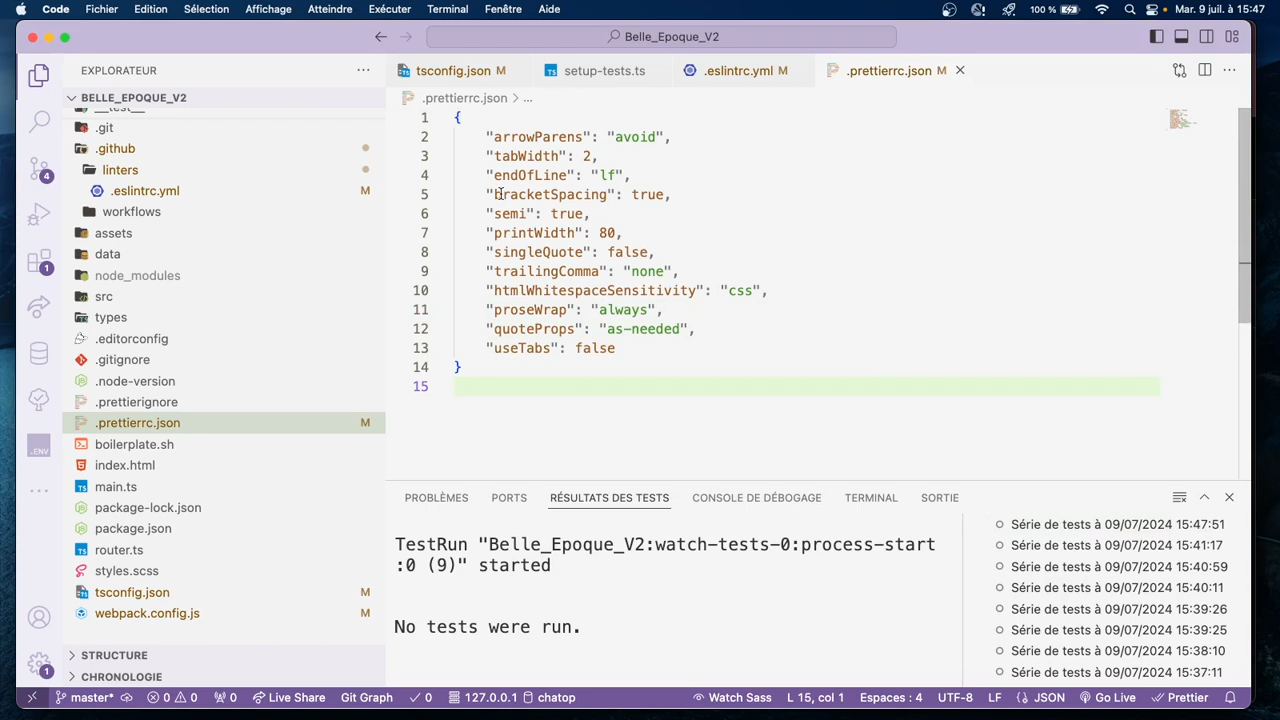 Code Fichier Edition Sélection Affichage Atteindre Exécuter Terminal Fenêtre Aide 100 % Mar. 9 juil. à 15:47
Belle_Epoque_V2
EXPLORATEUR
BELLE_EPOQUE_V2
__test__
.git
.github
linters
.eslintrc.yml M
workflows
assets
data
node_modules
src
types
.editorconfig
.gitignore
.node-version
.prettierignore
.prettierrc.json M
boilerplate.sh
index.html
main.ts
package-lock.json
package.json
router.ts
styles.scss
tsconfig.json M
webpack.config.js M
STRUCTURE
CHRONOLOGIE
4
1
.ENV
1
tsconfig.json M setup-tests.ts .eslintrc.yml M .prettierrc.json M
.prettierrc.json > ...
1 {
2 "arrowParens": "avoid",
3 "tabWidth": 2,
4 "endOfLine": "lf",
5 "bracketSpacing": true,
6 "semi": true,
7 "printWidth": 80,
8 "singleQuote": false,
9 "trailingComma": "none",
10 "htmlWhitespaceSensitivity": "css",
11 "proseWrap": "always",
12 "quoteProps": "as-needed",
13 "useTabs": false
14 }
15
PROBLÈMES PORTS RÉSULTATS DES TESTS CONSOLE DE DÉBOGAGE TERMINAL SORTIE
TestRun "Belle_Epoque_V2:watch-tests-0:process-start
:0 (9)" started
No tests were run.
Série de tests à 09/07/2024 15:47:51
Série de tests à 09/07/2024 15:41:17
Série de tests à 09/07/2024 15:40:59
Série de tests à 09/07/2024 15:40:11
Série de tests à 09/07/2024 15:39:26
Série de tests à 09/07/2024 15:39:25
Série de tests à 09/07/2024 15:38:10
Série de tests à 09/07/2024 15:37:11
master* 0 0 0 Live Share Git Graph 0 127.0.0.1 chatop Watch Sass L 15, col 1 Espaces : 4 UTF-8 LF JSON Go Live Prettier